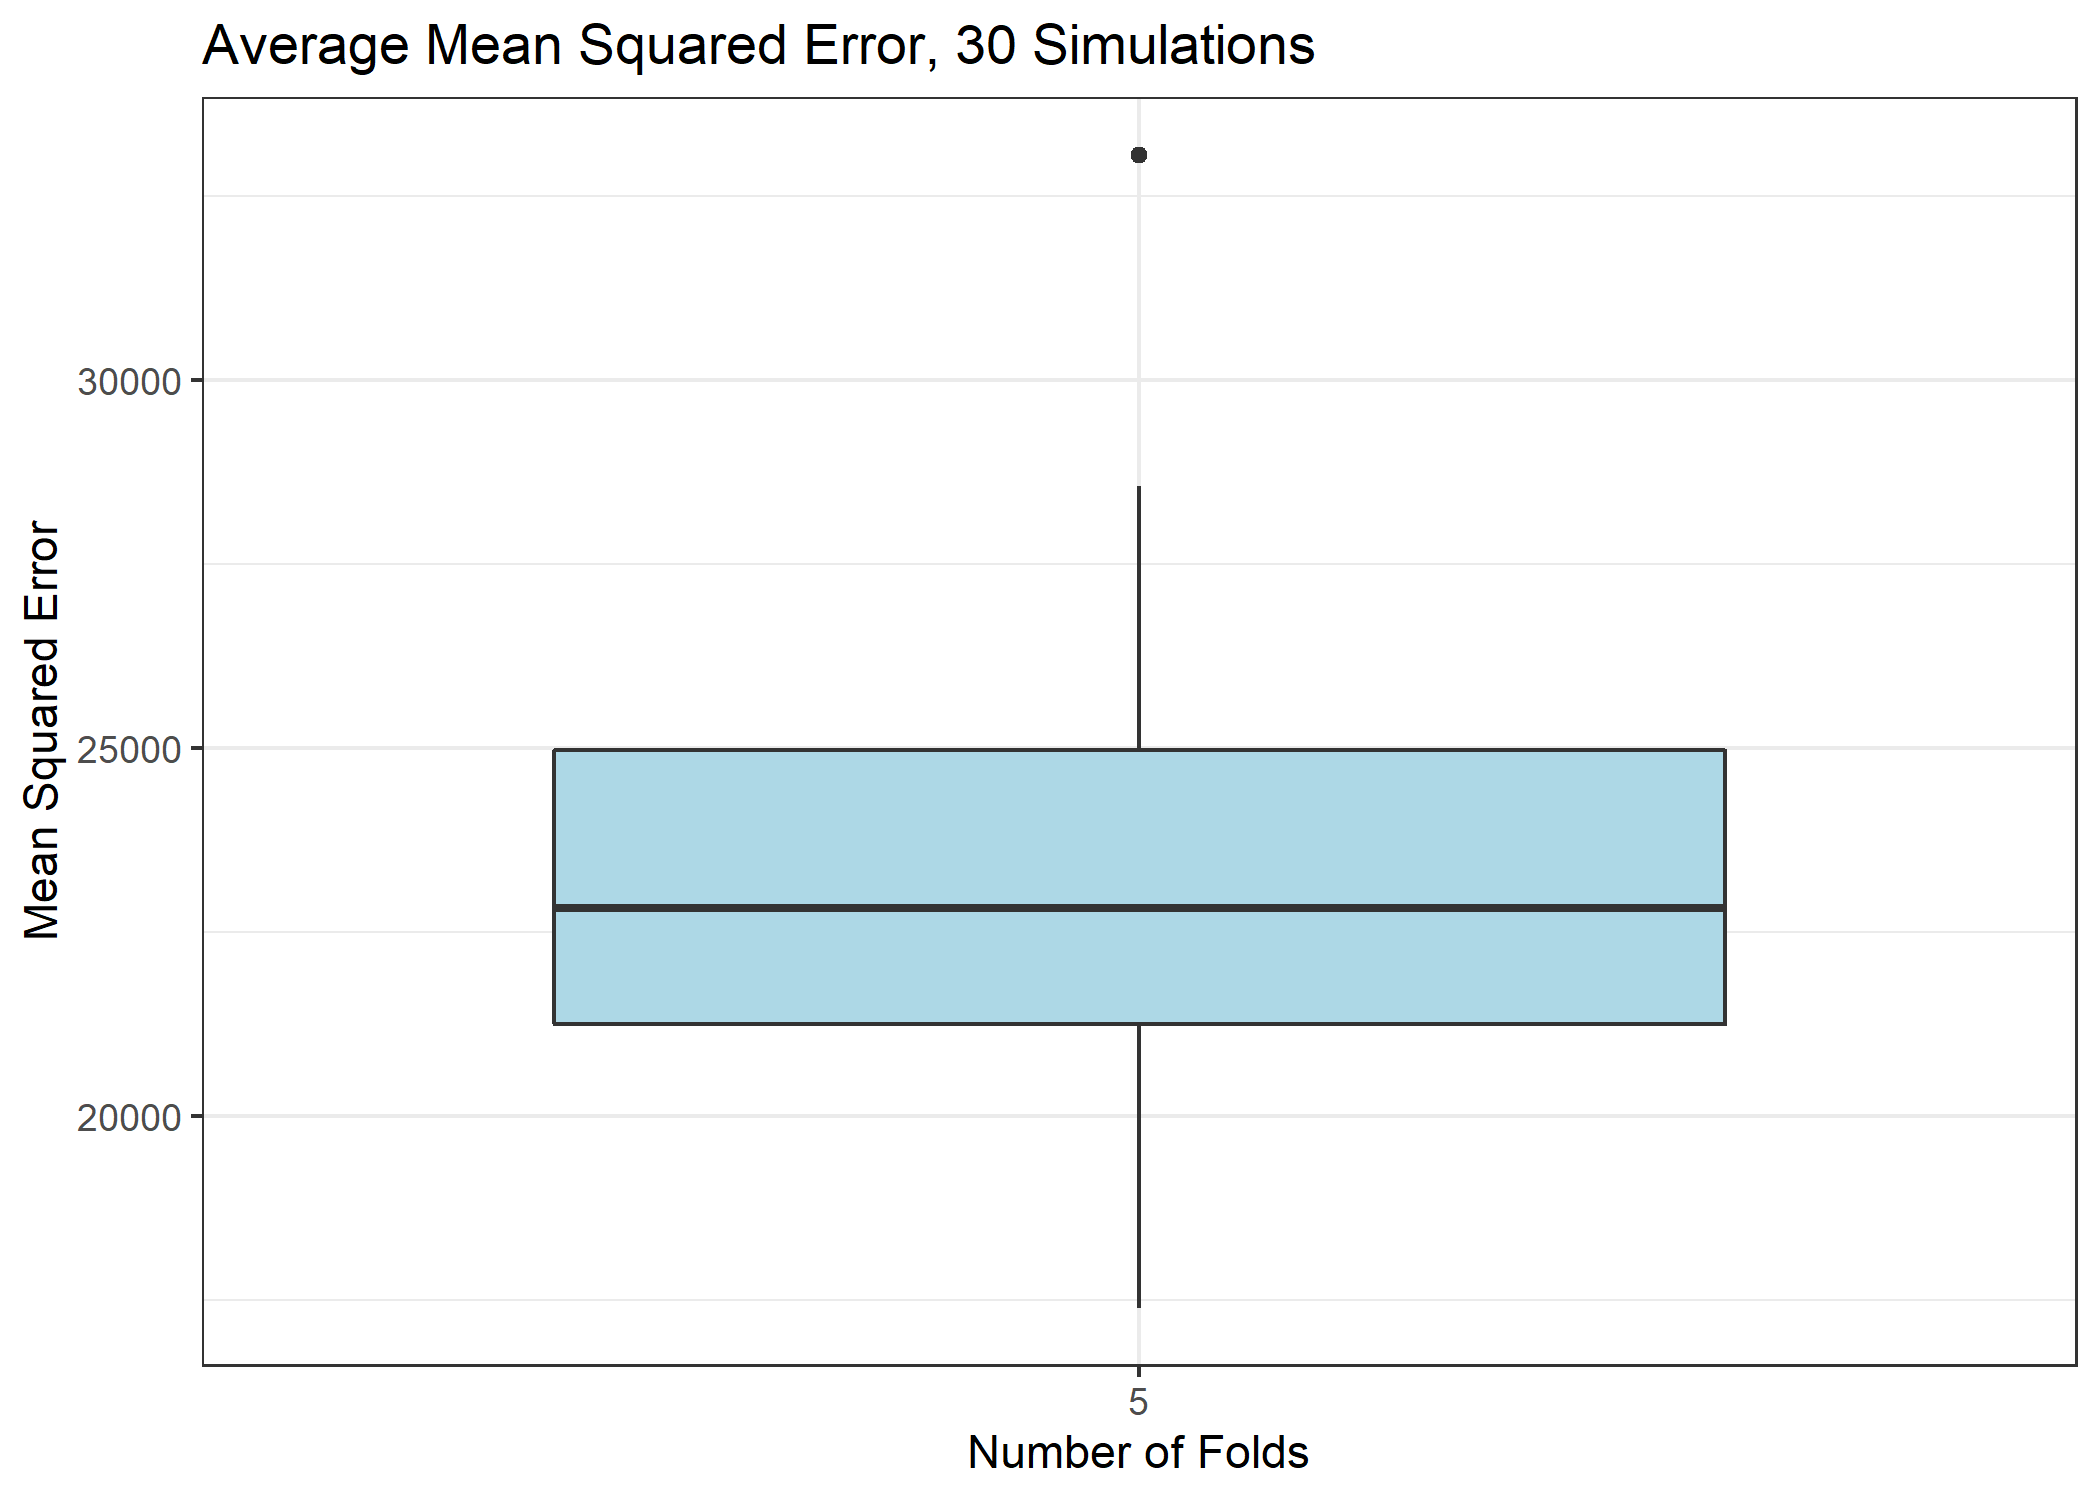 Average Mean Squared Error, 30 Simulations
Mean Squared Error
30000
25000
20000
5
Number of Folds